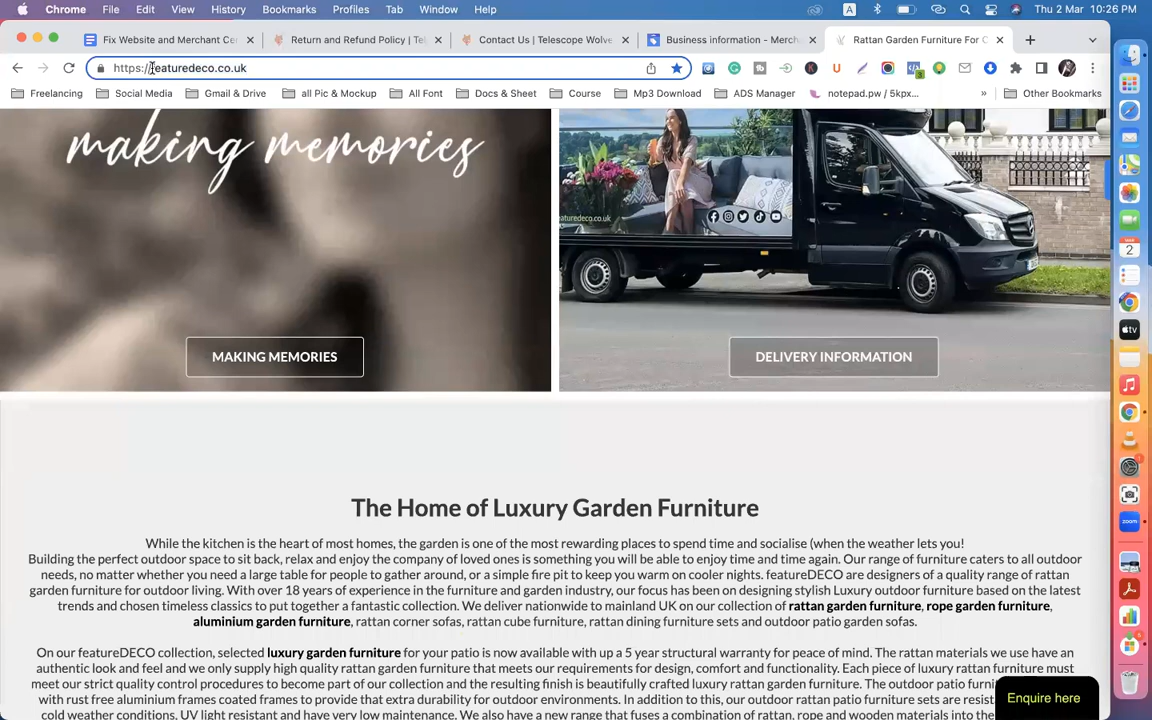 Chrome File Edit View History Bookmarks Profiles Tab Window Help A Thu 2 Mar 10:26 PM
Fix Website and Merchant Ce Return and Refund Policy | Tel Contact Us | Telescope Wolve Business information - Merch Rattan Garden Furniture For C
https://featuredeco.co.uk
Freelancing Social Media Gmail & Drive all Pic & Mockup All Font Docs & Sheet Course Mp3 Download ADS Manager notepad.pw / 5kpx... » Other Bookmarks
making memories
aturedeco.co.uk
MAKING MEMORIES DELIVERY INFORMATION
The Home of Luxury Garden Furniture
While the kitchen is the heart of most homes, the garden is one of the most rewarding places to spend time and socialise (when the weather lets you!
Building the perfect outdoor space to sit back, relax and enjoy the company of loved ones is something you will be able to enjoy time and time again. Our range of furniture caters to all outdoor
needs, no matter whether you need a large table for people to gather around, or a simple fire pit to keep you warm on cooler nights. featureDECO are designers of a quality range of rattan
garden furniture for outdoor living. With over 18 years of experience in the furniture and garden industry, our focus has been on designing stylish Luxury outdoor furniture based on the latest
trends and chosen timeless classics to put together a fantastic collection. We deliver nationwide to mainland UK on our collection of rattan garden furniture, rope garden furniture,
aluminium garden furniture, rattan corner sofas, rattan cube furniture, rattan dining furniture sets and outdoor patio garden sofas.
On our featureDECO collection, selected luxury garden furniture for your patio is now available with up a 5 year structural warranty for peace of mind. The rattan materials we use have an
authentic look and feel and we only supply high quality rattan garden furniture that meets our requirements for design, comfort and functionality. Each piece of luxury rattan furniture must
meet our strict quality control procedures to become part of our collection and the resulting finish is beautifully crafted luxury rattan garden furniture. The outdoor patio furni
with rust free aluminium frames coated frames to provide that extra durability for outdoor environments. In addition to this, our outdoor patio furniture sets are resist
cold weather conditions, UV light resistant and have very low maintenance. We also have a new range that fuses a combination of rattan, rope and wooden materials into the
Enquire here